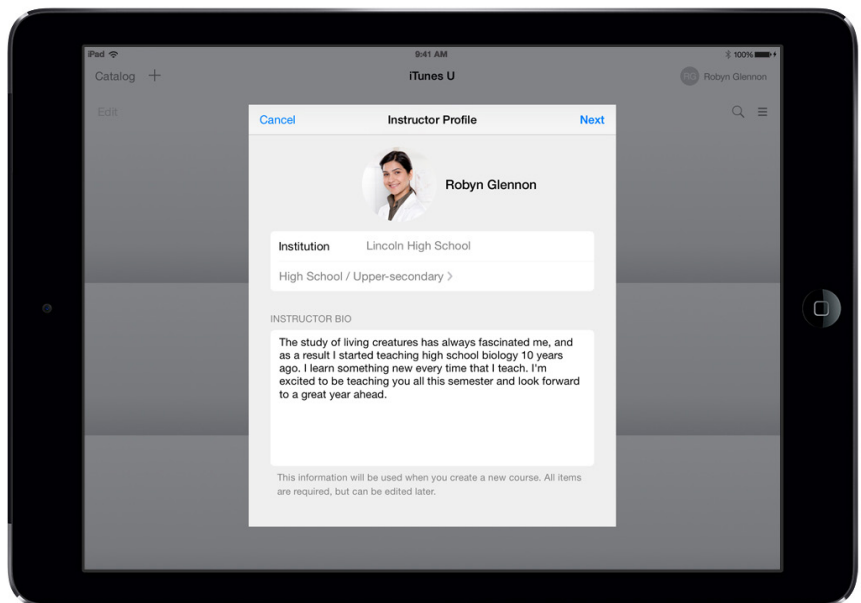 iPad 9:41 AM 100%
Catalog + iTunes U RG Robyn Glennon
Edit
Cancel Instructor Profile Next
Robyn Glennon
Institution Lincoln High School
High School / Upper-secondary >
INSTRUCTOR BIO
The study of living creatures has always fascinated me, and
as a result I started teaching high school biology 10 years
ago. I learn something new every time that I teach. I'm
excited to be teaching you all this semester and look forward
to a great year ahead.
This information will be used when you create a new course. All items
are required, but can be edited later.